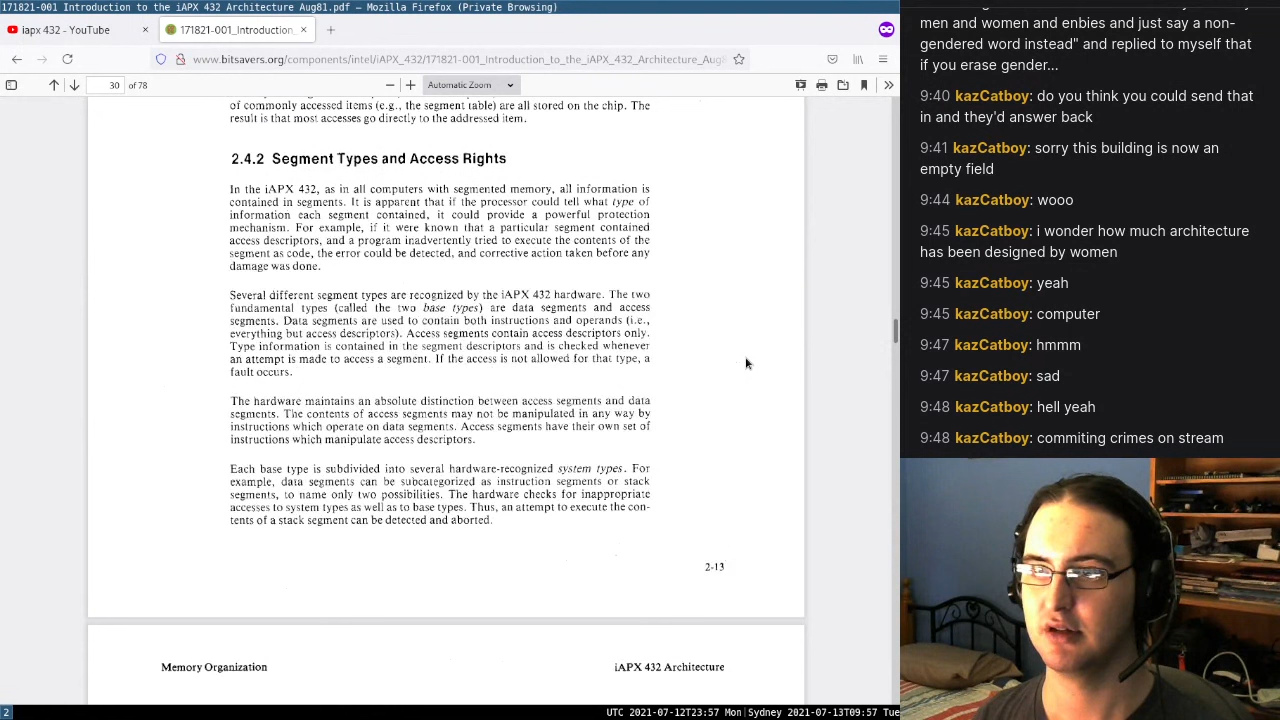 171821-001 Introduction to the iAPX 432 Architecture Aug81.pdf — Mozilla Firefox (Private Browsing)
iapx 432 - YouTube
171821-001_Introduction_
www.bitsavers.org/components/intel/iAPX_432/171821-001_Introduction_to_the_iAPX_432_Architecture_Aug8
30 of 78
Automatic Zoom
of commonly accessed items (e.g., the segment table) are all stored on the chip. The
result is that most accesses go directly to the addressed item.
2.4.2 Segment Types and Access Rights
In the iAPX 432, as in all computers with segmented memory, all information is
contained in segments. It is apparent that if the processor could tell what type of
information each segment contained, it could provide a powerful protection
mechanism. For example, if it were known that a particular segment contained
access descriptors, and a program inadvertently tried to execute the contents of the
segment as code, the error could be detected, and corrective action taken before any
damage was done.
Several different segment types are recognized by the iAPX 432 hardware. The two
fundamental types (called the two base types) are data segments and access
segments. Data segments are used to contain both instructions and operands (i.e.,
everything but access descriptors). Access segments contain access descriptors only.
Type information is contained in the segment descriptors and is checked whenever
an attempt is made to access a segment. If the access is not allowed for that type, a
fault occurs.
The hardware maintains an absolute distinction between access segments and data
segments. The contents of access segments may not be manipulated in any way by
instructions which operate on data segments. Access segments have their own set of
instructions which manipulate access descriptors.
Each base type is subdivided into several hardware-recognized system types. For
example, data segments can be subcategorized as instruction segments or stack
segments, to name only two possibilities. The hardware checks for inappropriate
accesses to system types as well as to base types. Thus, an attempt to execute the con-
tents of a stack segment can be detected and aborted.
2-13
Memory Organization
iAPX 432 Architecture
2
UTC 2021-07-12T23:57 Mon|Sydney 2021-07-13T09:57 Tue
men and women and enbies and just say a non-
gendered word instead" and replied to myself that
if you erase gender...
9:40 kazCatboy: do you think you could send that
in and they'd answer back
9:41 kazCatboy: sorry this building is now an
empty field
9:44 kazCatboy: wooo
9:45 kazCatboy: i wonder how much architecture
has been designed by women
9:45 kazCatboy: yeah
9:45 kazCatboy: computer
9:47 kazCatboy: hmmm
9:47 kazCatboy: sad
9:48 kazCatboy: hell yeah
9:48 kazCatboy: commiting crimes on stream